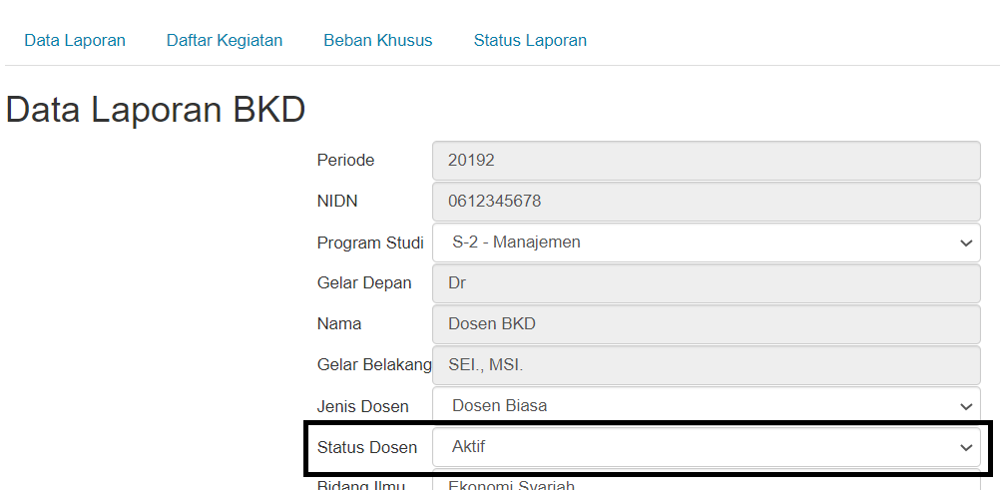 Data Laporan Daftar Kegiatan Beban Khusus Status Laporan
Data Laporan BKD
Periode 20192
NIDN 0612345678
Program Studi S-2 - Manajemen
Gelar Depan Dr
Nama Dosen BKD
Gelar Belakang SEI., MSI.
Jenis Dosen Dosen Biasa
Status Dosen Aktif
Bidang Ilmu Ekonomi Syariah